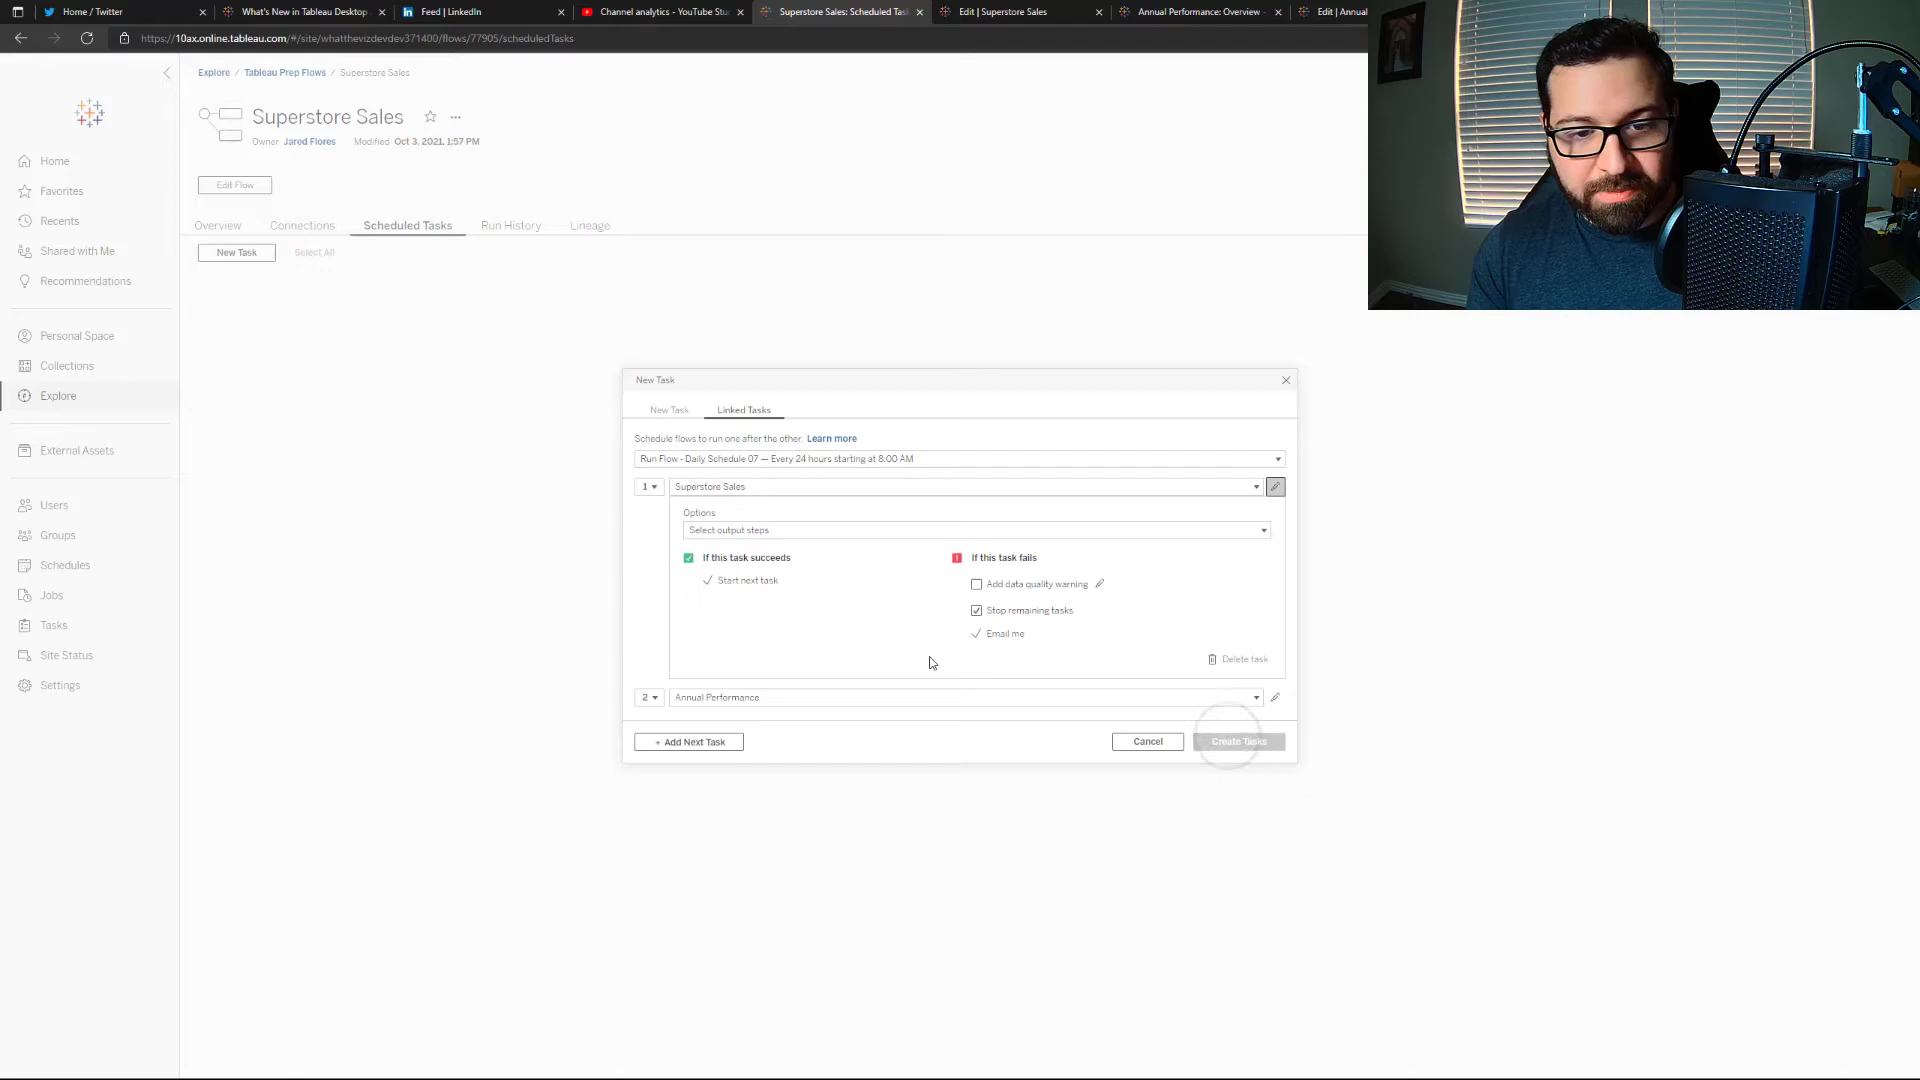 Home / Twitter
What's New in Tableau Desktop
Feed | LinkedIn
Channel analytics - YouTube Stu
Superstore Sales: Scheduled Tas
Edit | Superstore Sales
Annual Performance: Overview -
Edit | Annual
https://10ax.online.tableau.com/#/site/whatthevizdevdev371400/flows/77905/scheduledTasks
Explore / Tableau Prep Flows / Superstore Sales
Superstore Sales
Owner Jared Flores Modified Oct 3, 2021, 1:57 PM
Edit Flow
Overview Connections Scheduled Tasks Run History Lineage
New Task Select All
Home
Favorites
Recents
Shared with Me
Recommendations
Personal Space
Collections
Explore
External Assets
Users
Groups
Schedules
Jobs
Tasks
Site Status
Settings
New Task
New Task Linked Tasks
Schedule flows to run one after the other. Learn more
Run Flow - Daily Schedule 07 — Every 24 hours starting at 8:00 AM
1 Superstore Sales
Options
Select output steps
If this task succeeds
Start next task
If this task fails
Add data quality warning
Stop remaining tasks
Email me
Delete task
2 Annual Performance
+ Add Next Task
Cancel
Create Tasks